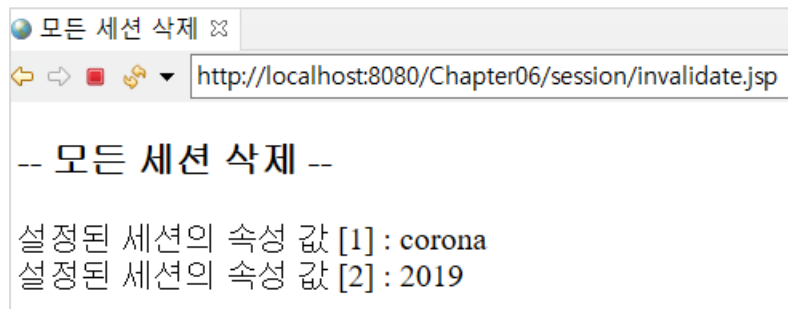 모든 세션 삭제
http://localhost:8080/Chapter06/session/invalidate.jsp
-- 모든 세션 삭제 --
설정된 세션의 속성 값 [1] : corona
설정된 세션의 속성 값 [2] : 2019